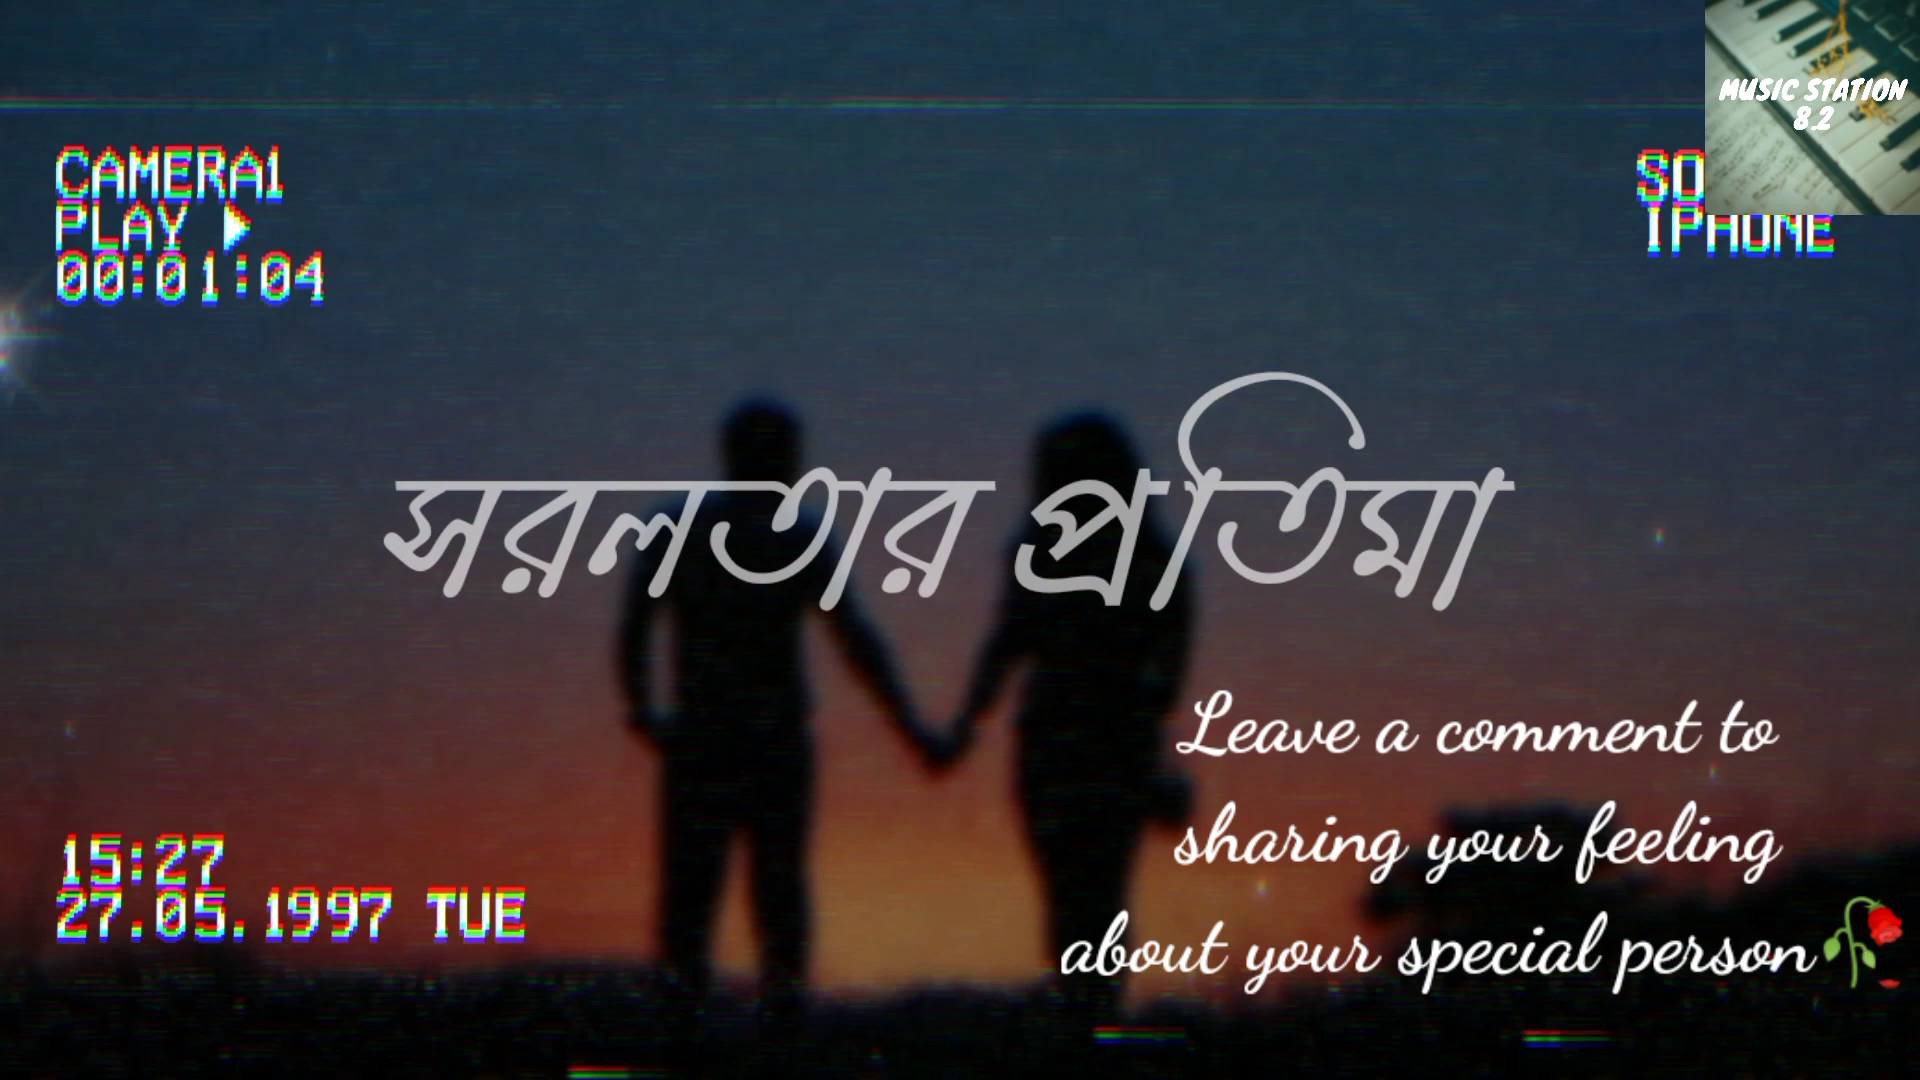 MUSIC STATION
8.2
CAMERA1
PLAY
00:01:04
IPHONE
সরলতার প্রতিমা
Leave a comment to
sharing your feeling
about your special person
15:27
27.05.1997 TUE